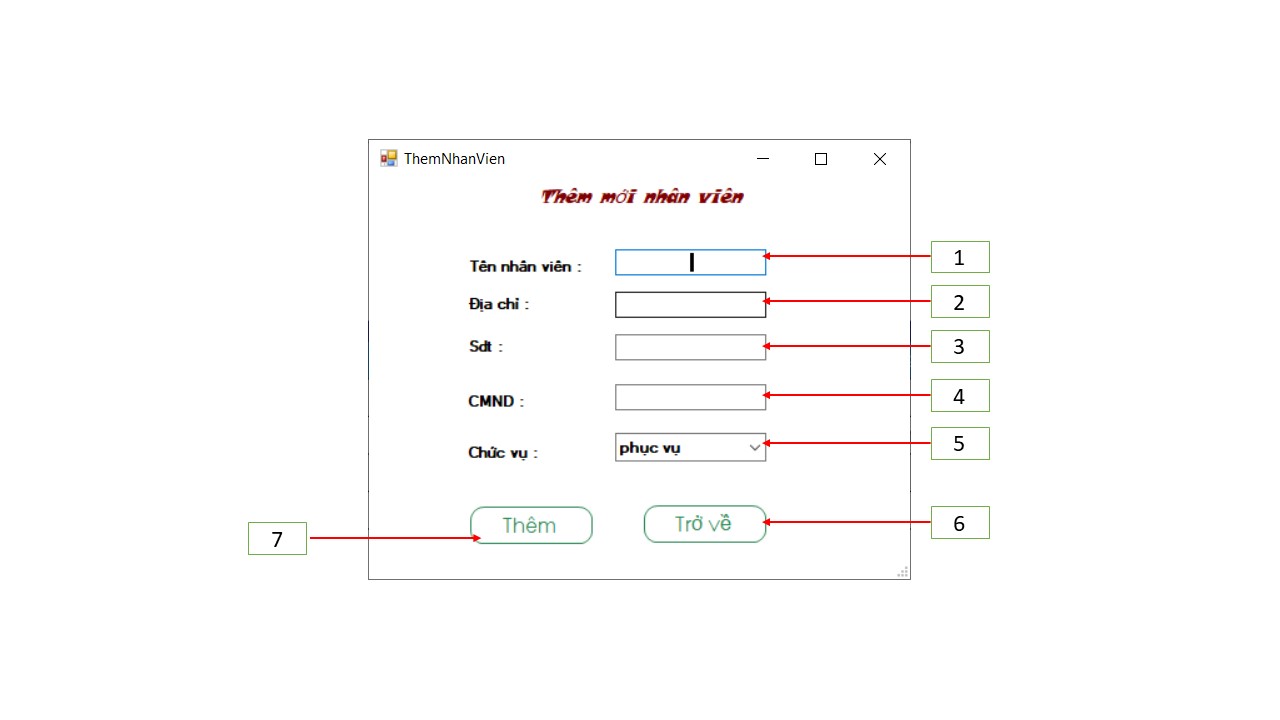 ThemNhanVien
Thêm mới nhân viên
Tên nhân viên : 1
Địa chỉ : 2
Sdt : 3
CMND : 4
Chức vụ : phục vụ 5
7 Thêm Trở về 6